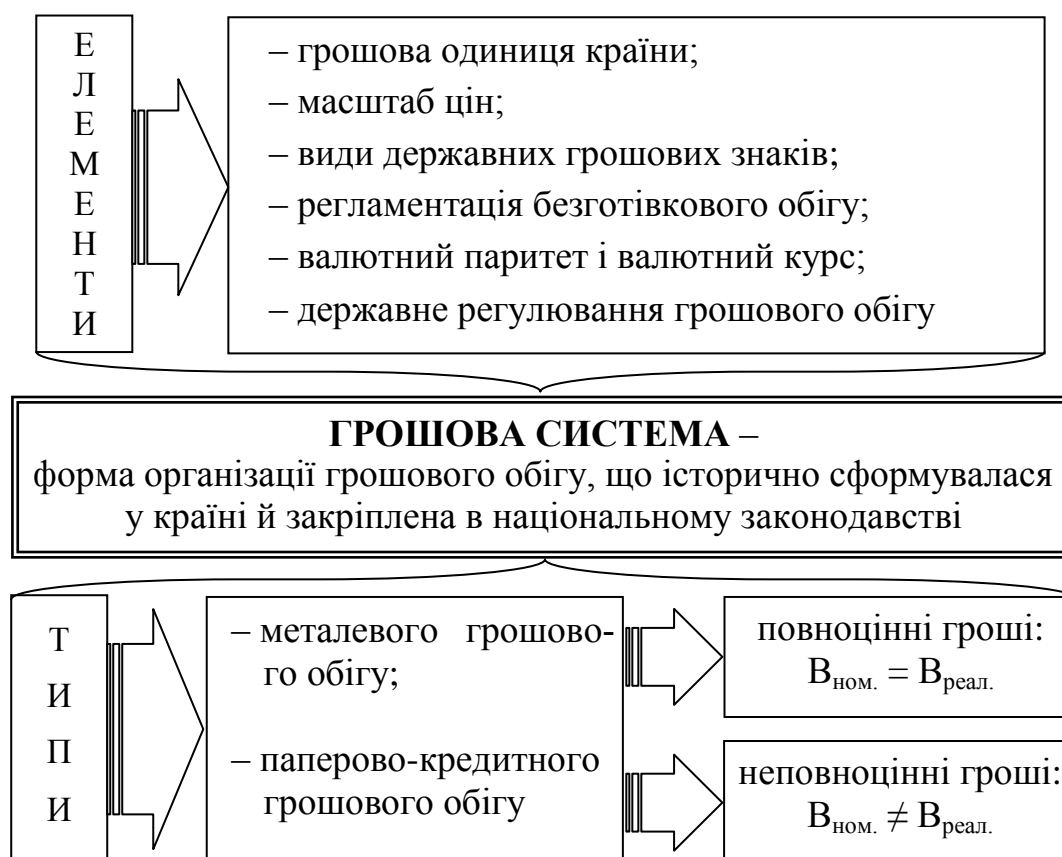 ЕЛЕМЕНТИ
– грошова одиниця країни;
– масштаб цін;
– види державних грошових знаків;
– регламентація безготівкового обігу;
– валютний паритет і валютний курс;
– державне регулювання грошового обігу
ГРОШОВА СИСТЕМА –
форма організації грошового обігу, що історично сформувалася
у країні й закріплена в національному законодавстві
ТИПИ
– металевого грошово-
го обігу;
– паперово-кредитного
грошового обігу
повноцінні гроші:
Вном. = Вреал.
неповноцінні гроші:
Вном. ≠ Вреал.